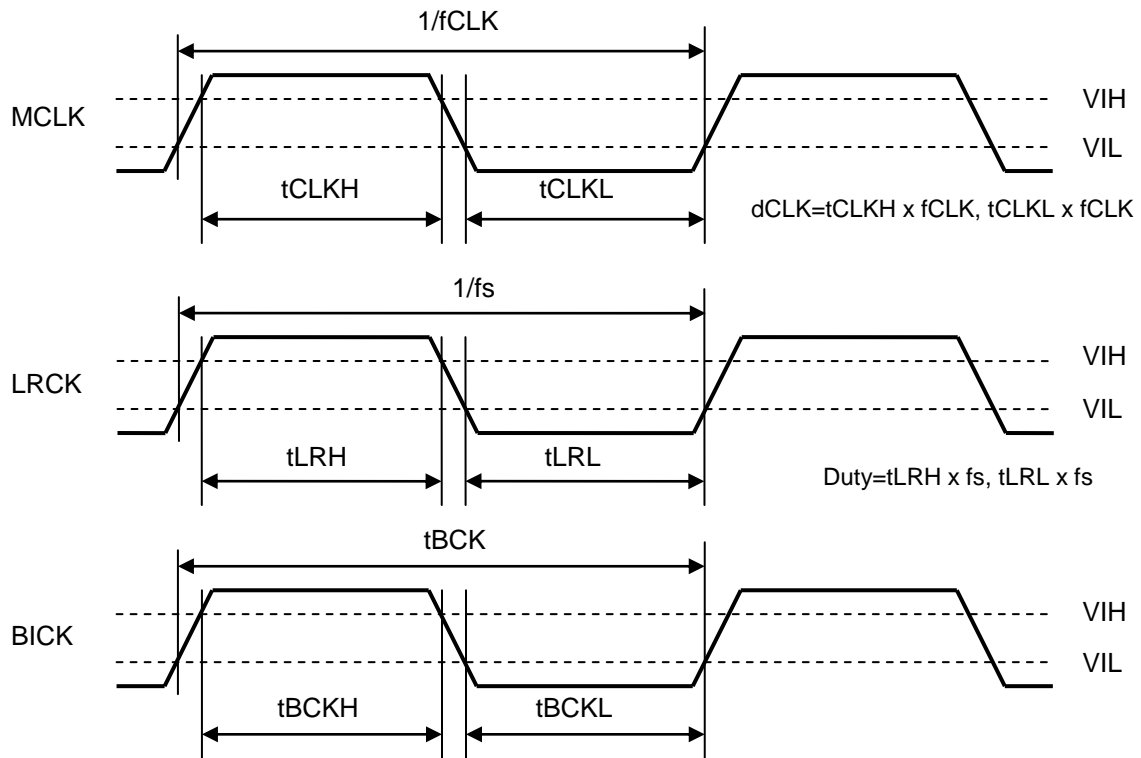 1/fCLK
MCLK
VIH
VIL
tCLKH
tCLKL
dCLK=tCLKH x fCLK, tCLKL x fCLK
1/fs
LRCK
VIH
VIL
tLRH
tLRL
Duty=tLRH x fs, tLRL x fs
tBCK
BICK
VIH
VIL
tBCKH
tBCKL